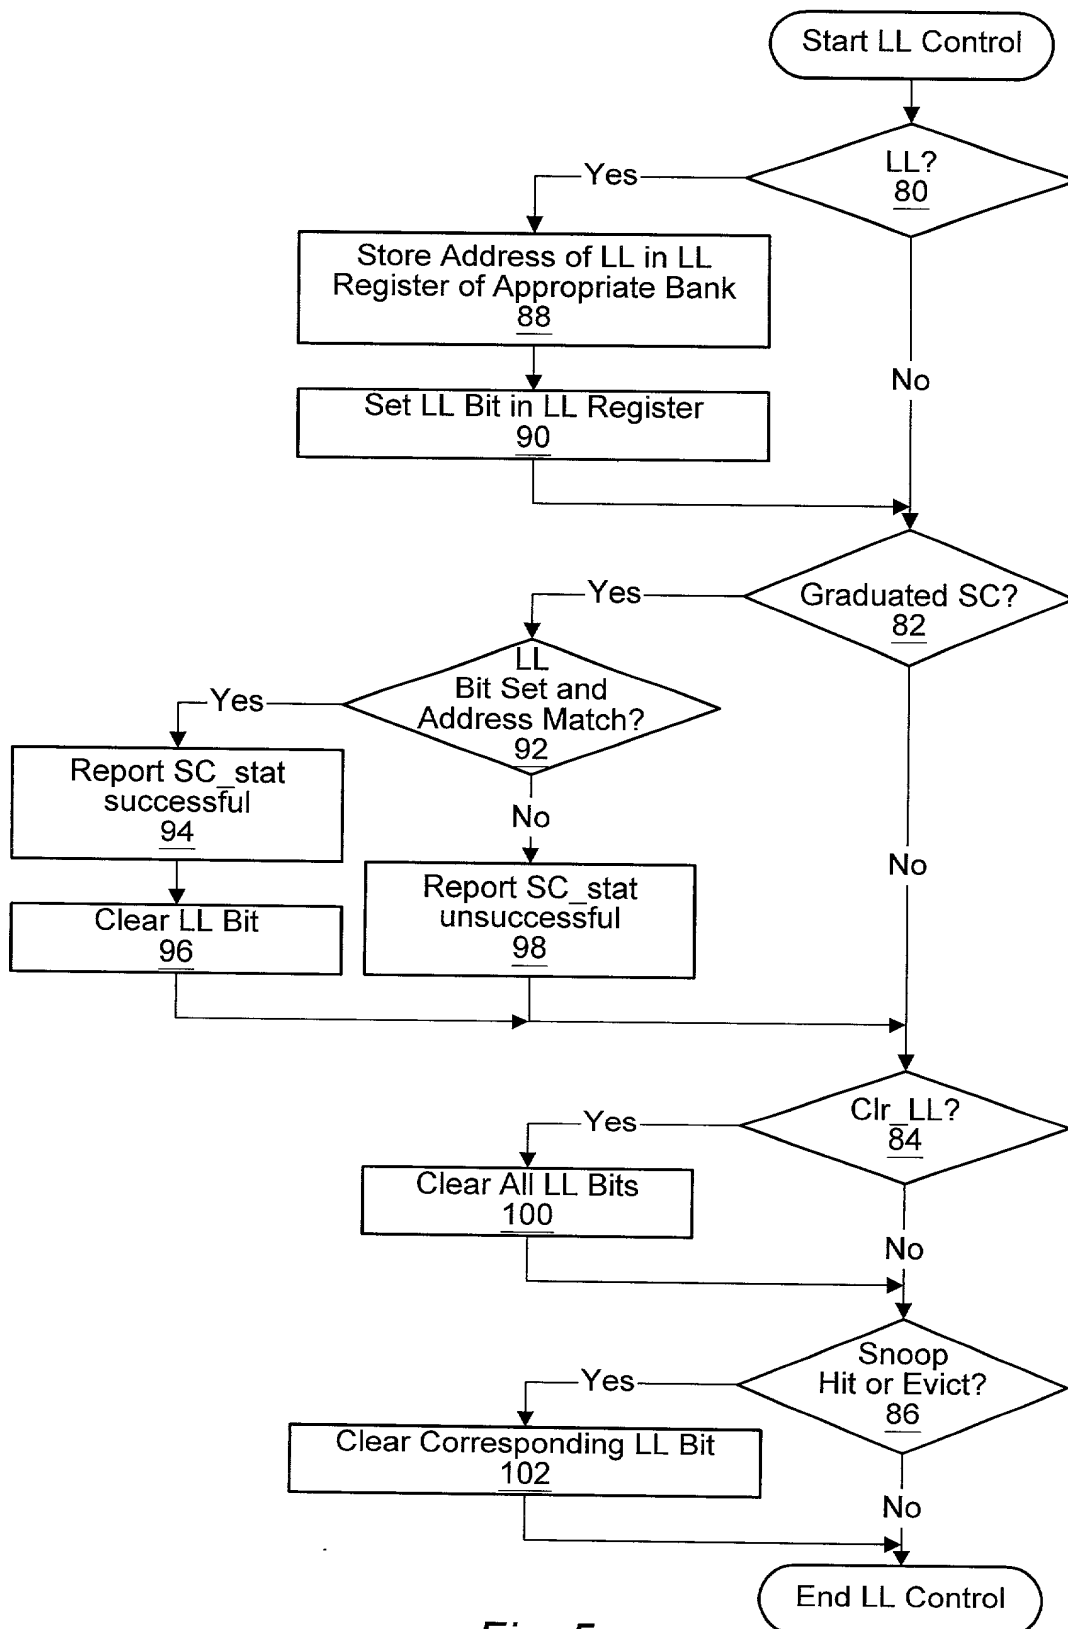 Start LL Control
LL?
80
Yes
Store Address of LL in LL
Register of Appropriate Bank
88
No
Set LL Bit in LL Register
90
Graduated SC?
82
Yes
LL
Bit Set and
Address Match?
92
Yes
Report SC_stat
successful
94
No
Report SC_stat
unsuccessful
98
No
Clear LL Bit
96
Clr_LL?
84
Yes
Clear All LL Bits
100
No
Snoop
Hit or Evict?
86
Yes
Clear Corresponding LL Bit
102
No
End LL Control